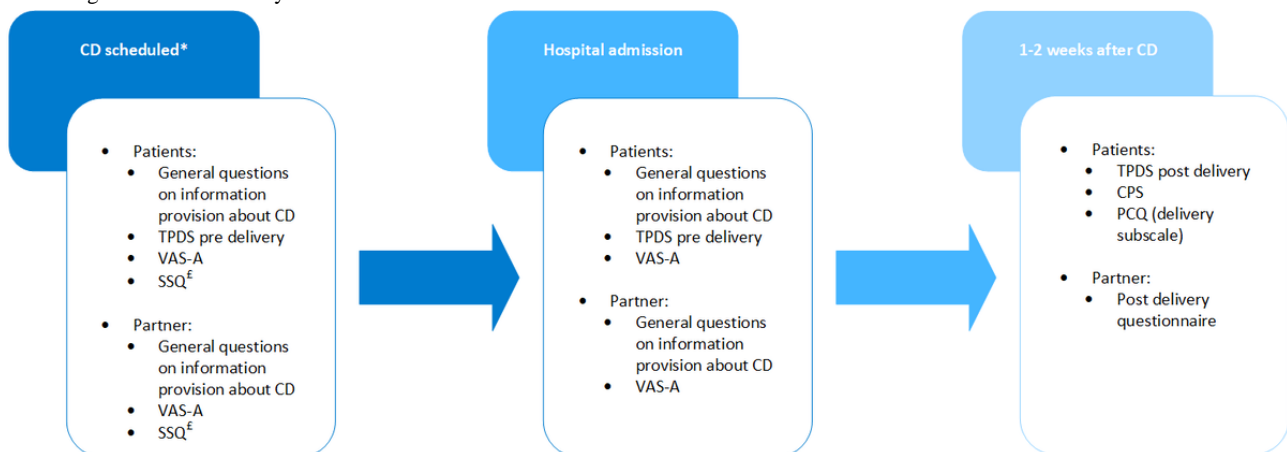 CD scheduled*
• Patients:
• General questions
on information
provision about CD
• TPDS pre delivery
• VAS-A
• SSQ£
• Partner:
• General questions
on information
provision about CD
• VAS-A
• SSQ£
Hospital admission
• Patients:
• General questions
on information
provision about CD
• TPDS pre delivery
• VAS-A
• Partner:
• General questions
on information
provision about CD
• VAS-A
1-2 weeks after CD
• Patients:
• TPDS post delivery
• CPS
• PCQ (delivery
subscale)
• Partner:
• Post delivery
questionnaire